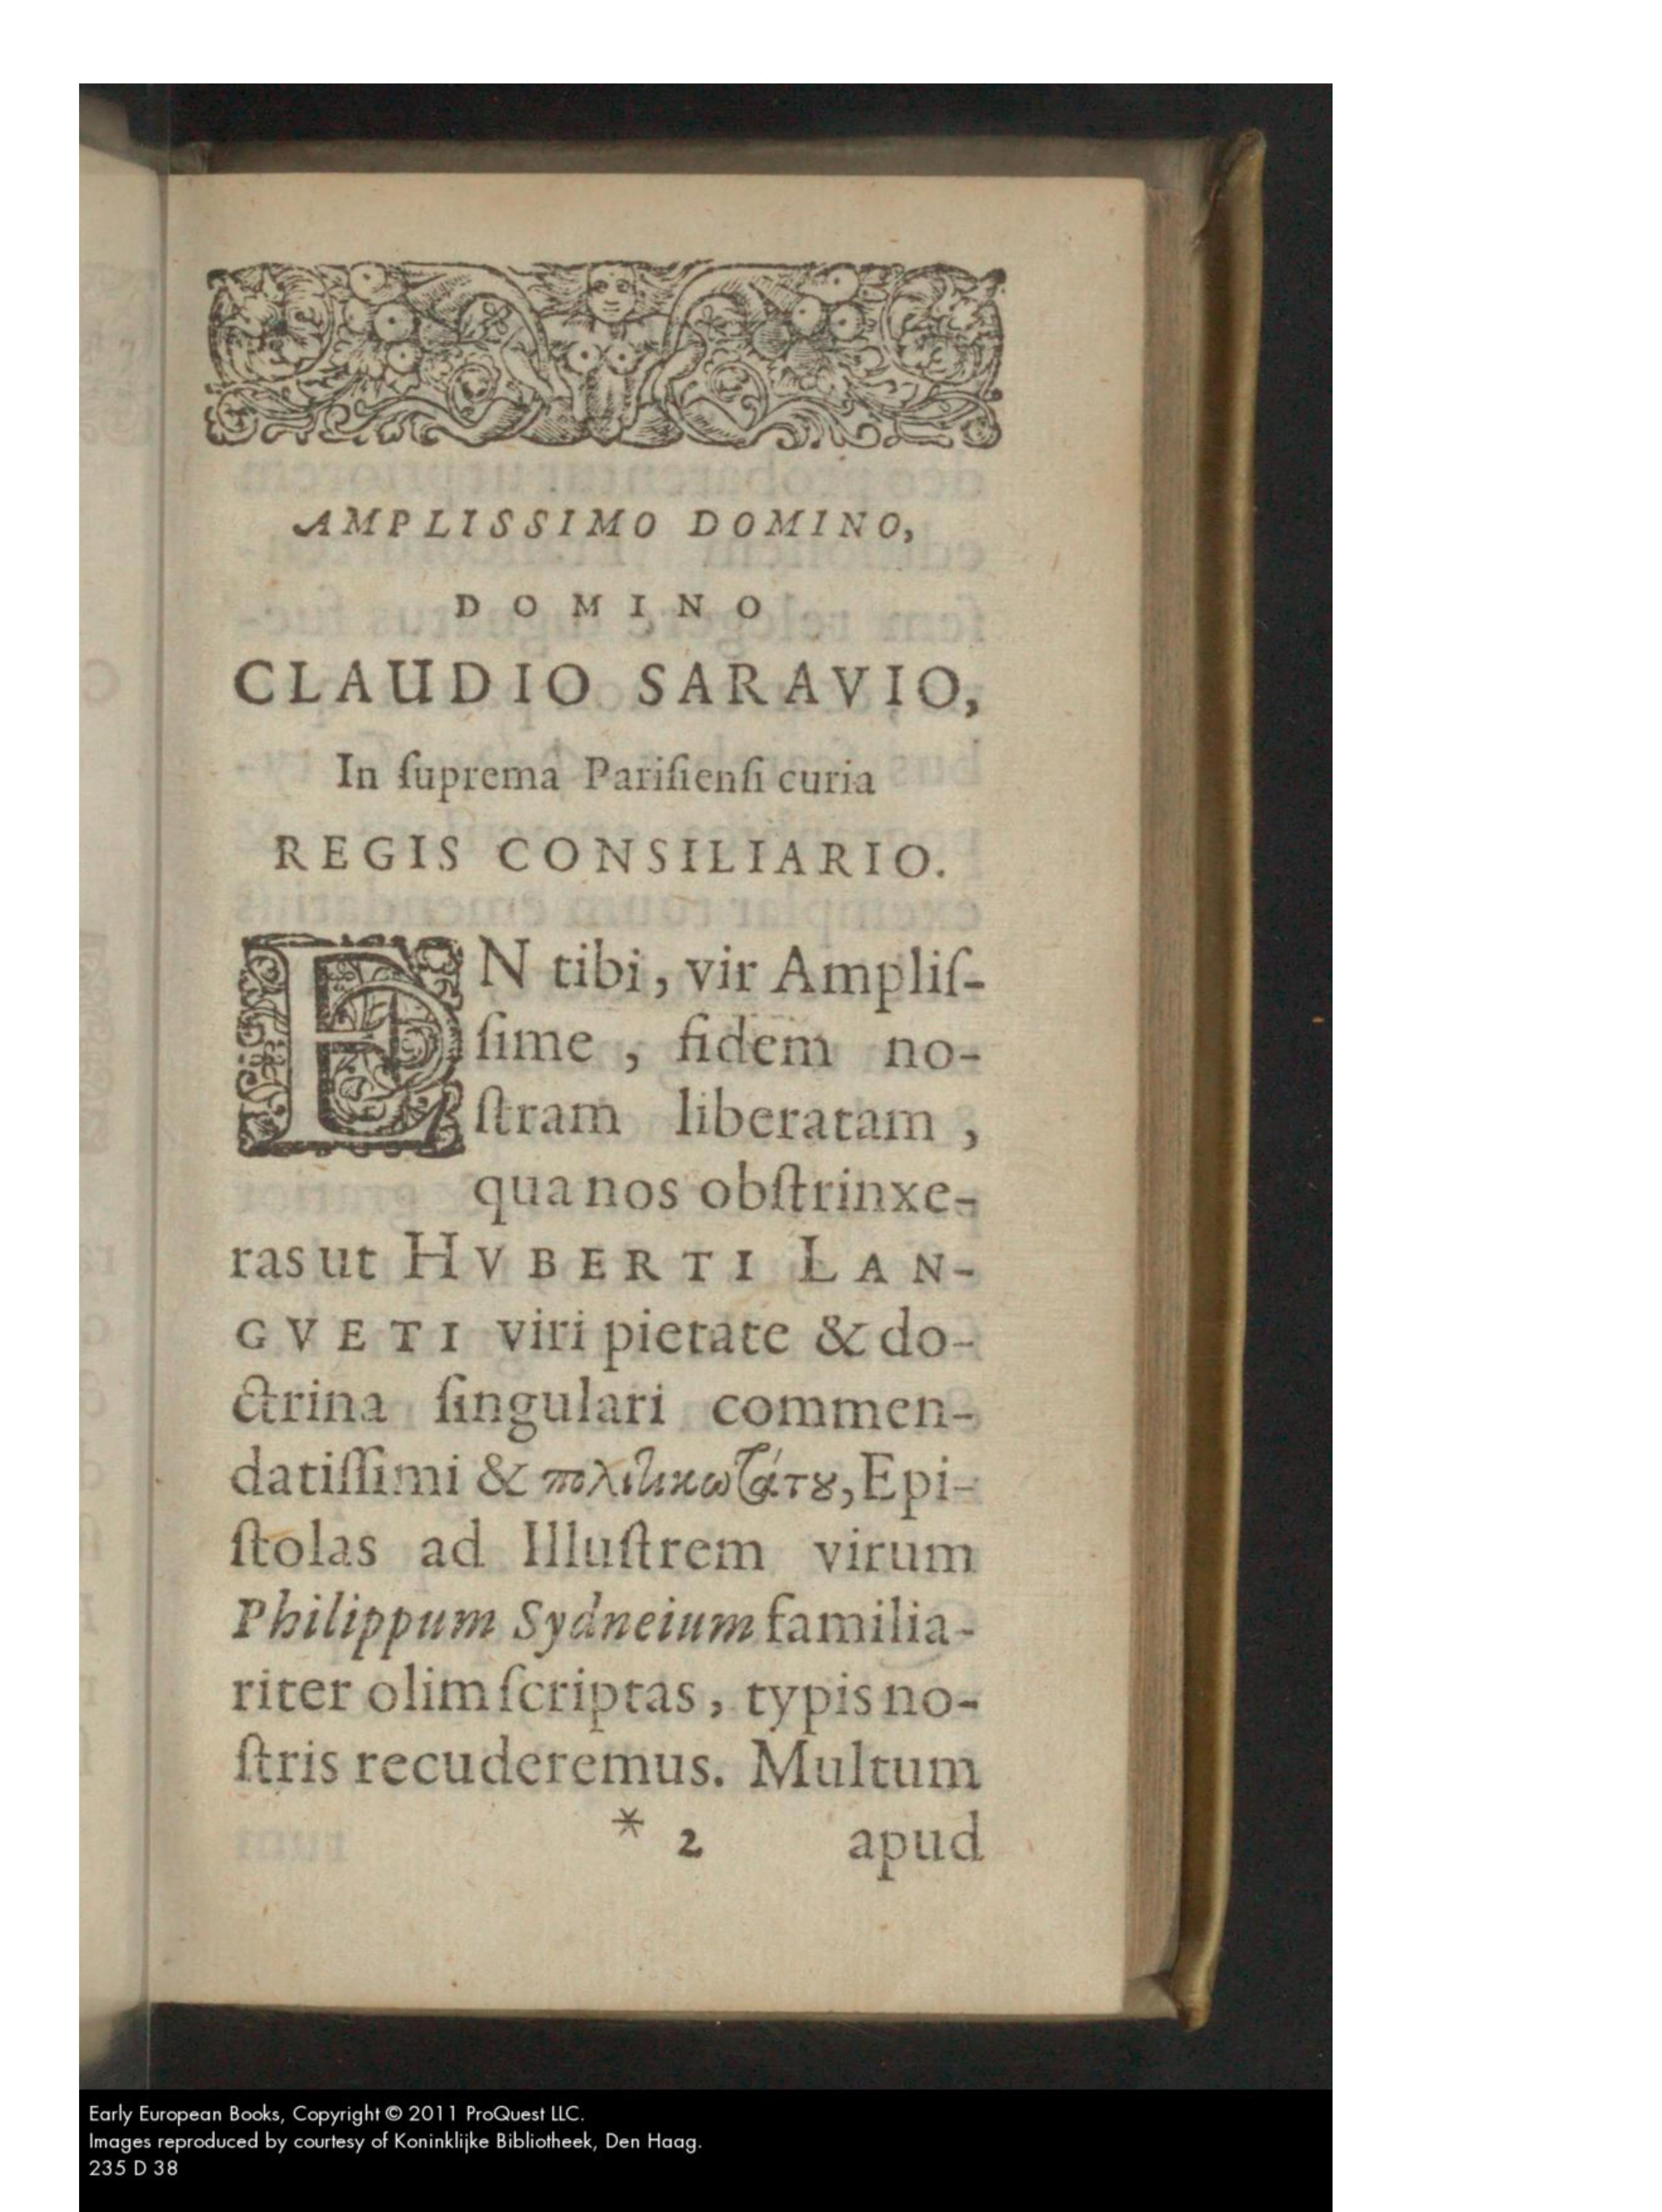 AMPLISSIMO DOMINO,
DOMINO
CLAUDIO SARAVIO,
In ſuprema Pariſienſi curia
REGIS CONSILIARIO.
EN tibi, vir Ampliſ-
ſime, fidem no-
ſtram liberatam,
qua nos obſtrinxe-
ras ut HVBERTI LAN-
GVETI viri pietate & do-
ctrina ſingulari commen-
datiſſimi & πολιτικωτάτȣ, Epi-
ſtolas ad Illuſtrem virum
Philippum Sydneium familia-
riter olim ſcriptas, typis no-
ſtris recuderemus. Multum
* 2 apud
Early European Books, Copyright © 2011 ProQuest LLC.
Images reproduced by courtesy of Koninklijke Bibliotheek, Den Haag.
235 D 38